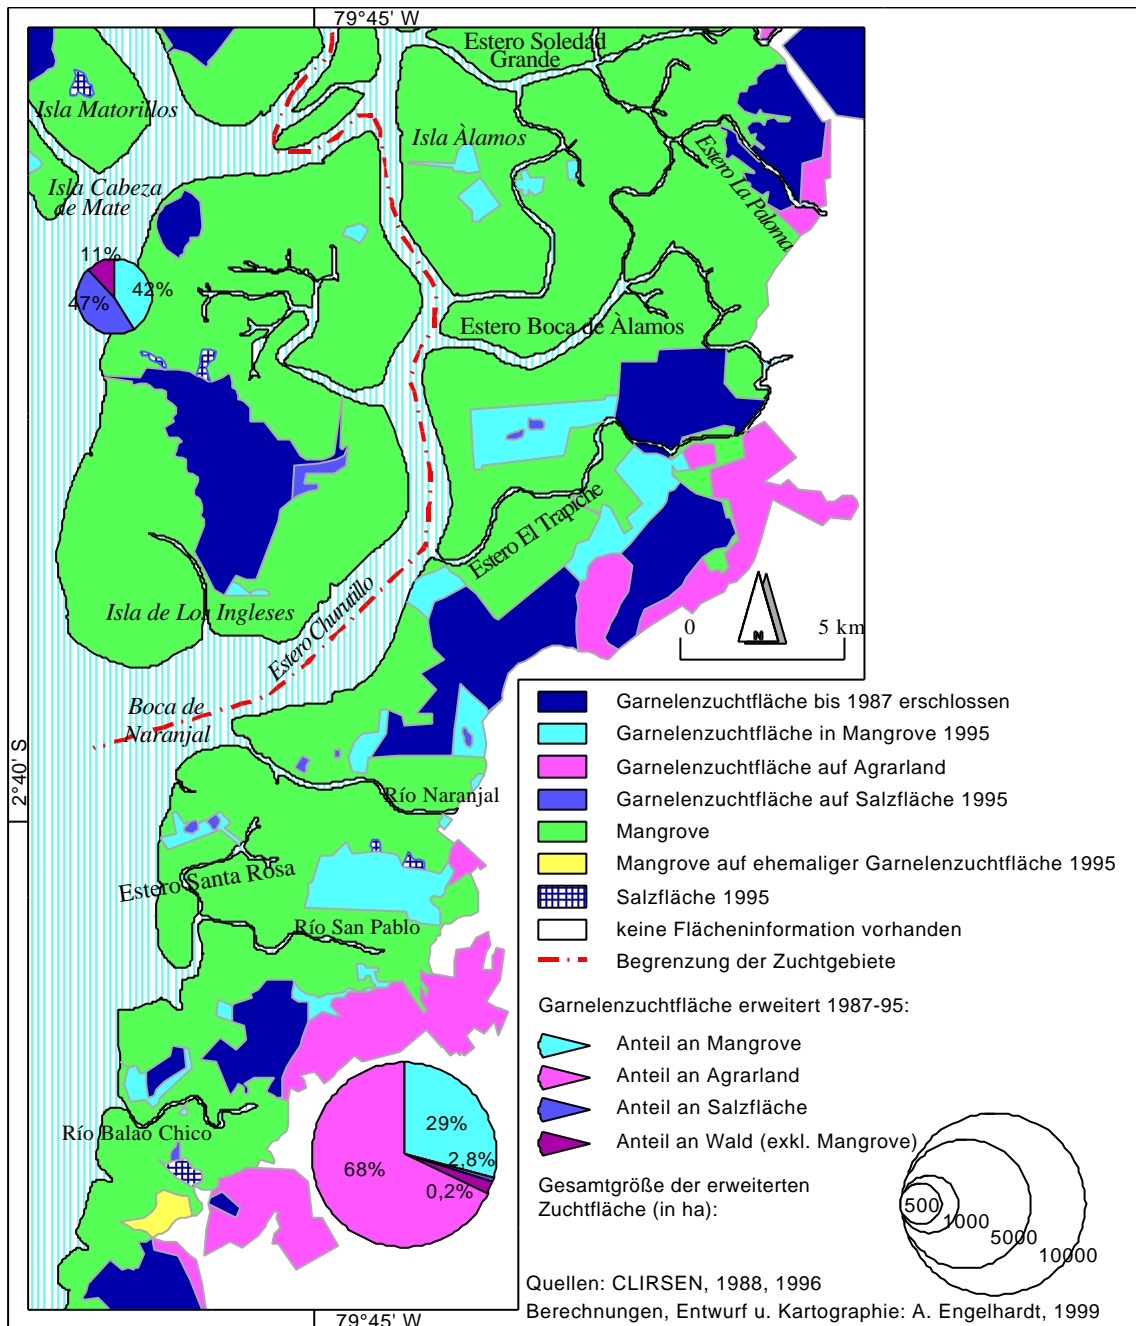 79°45' W
Estero Soledad
Grande
Isla Matorillos
Isla Àlamos
Estero La Paloma
Isla Cabeza
de Mate
11%
42%
47%
Estero Boca de Àlamos
Estero El Trapiche
Isla de Los Ingleses
Estero Churutillo
N
0 5 km
Boca de
Naranjal
2°40' S
Río Naranjal
Estero Santa Rosa
Río San Pablo
Río Balao Chico
29%
2,8%
68%
0,2%
Garnelenzuchtfläche bis 1987 erschlossen
Garnelenzuchtfläche in Mangrove 1995
Garnelenzuchtfläche auf Agrarland
Garnelenzuchtfläche auf Salzfläche 1995
Mangrove
Mangrove auf ehemaliger Garnelenzuchtfläche 1995
Salzfläche 1995
keine Flächeninformation vorhanden
Begrenzung der Zuchtgebiete
Garnelenzuchtfläche erweitert 1987-95:
Anteil an Mangrove
Anteil an Agrarland
Anteil an Salzfläche
Anteil an Wald (exkl. Mangrove)
Gesamtgröße der erweiterten
Zuchtfläche (in ha):
500
1000
5000
10000
Quellen: CLIRSEN, 1988, 1996
Berechnungen, Entwurf u. Kartographie: A. Engelhardt, 1999
79°45' W